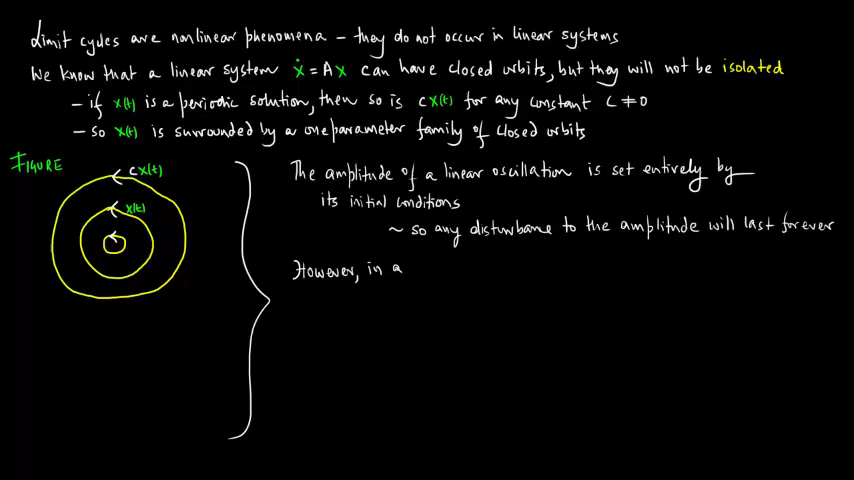 Limit cycles are nonlinear phenomena – they do not occur in linear systems
We know that a linear system ẋ = Ax can have closed orbits, but they will not be isolated
– if x(t) is a periodic solution, then so is cx(t) for any constant c ≠ 0
– so x(t) is surrounded by a one parameter family of closed orbits
FIGURE
cx(t)
x(t)
The amplitude of a linear oscillation is set entirely by
its initial conditions
~ so any disturbance to the amplitude will last forever
However, in a